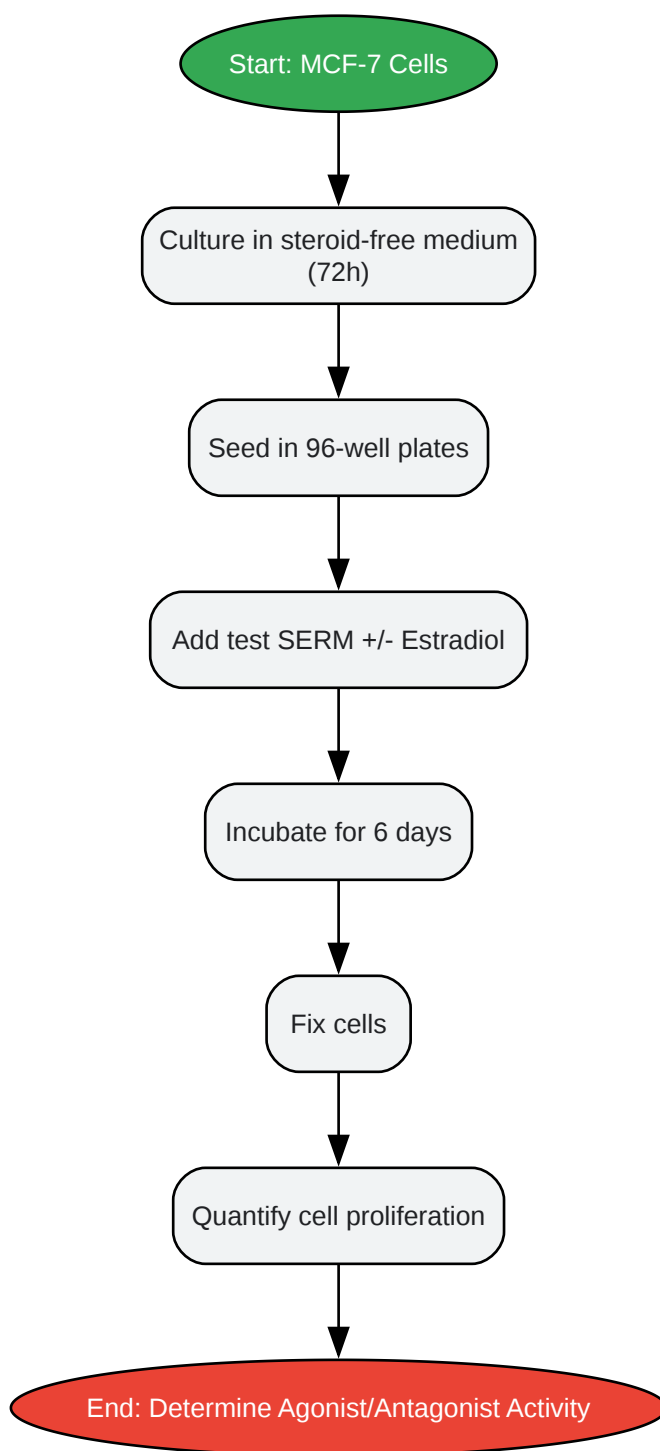 Start: MCF-7 Cells
Culture in steroid-free medium
(72h)
Seed in 96-well plates
Add test SERM +/- Estradiol
Incubate for 6 days
Fix cells
Quantify cell proliferation
End: Determine Agonist/Antagonist Activity